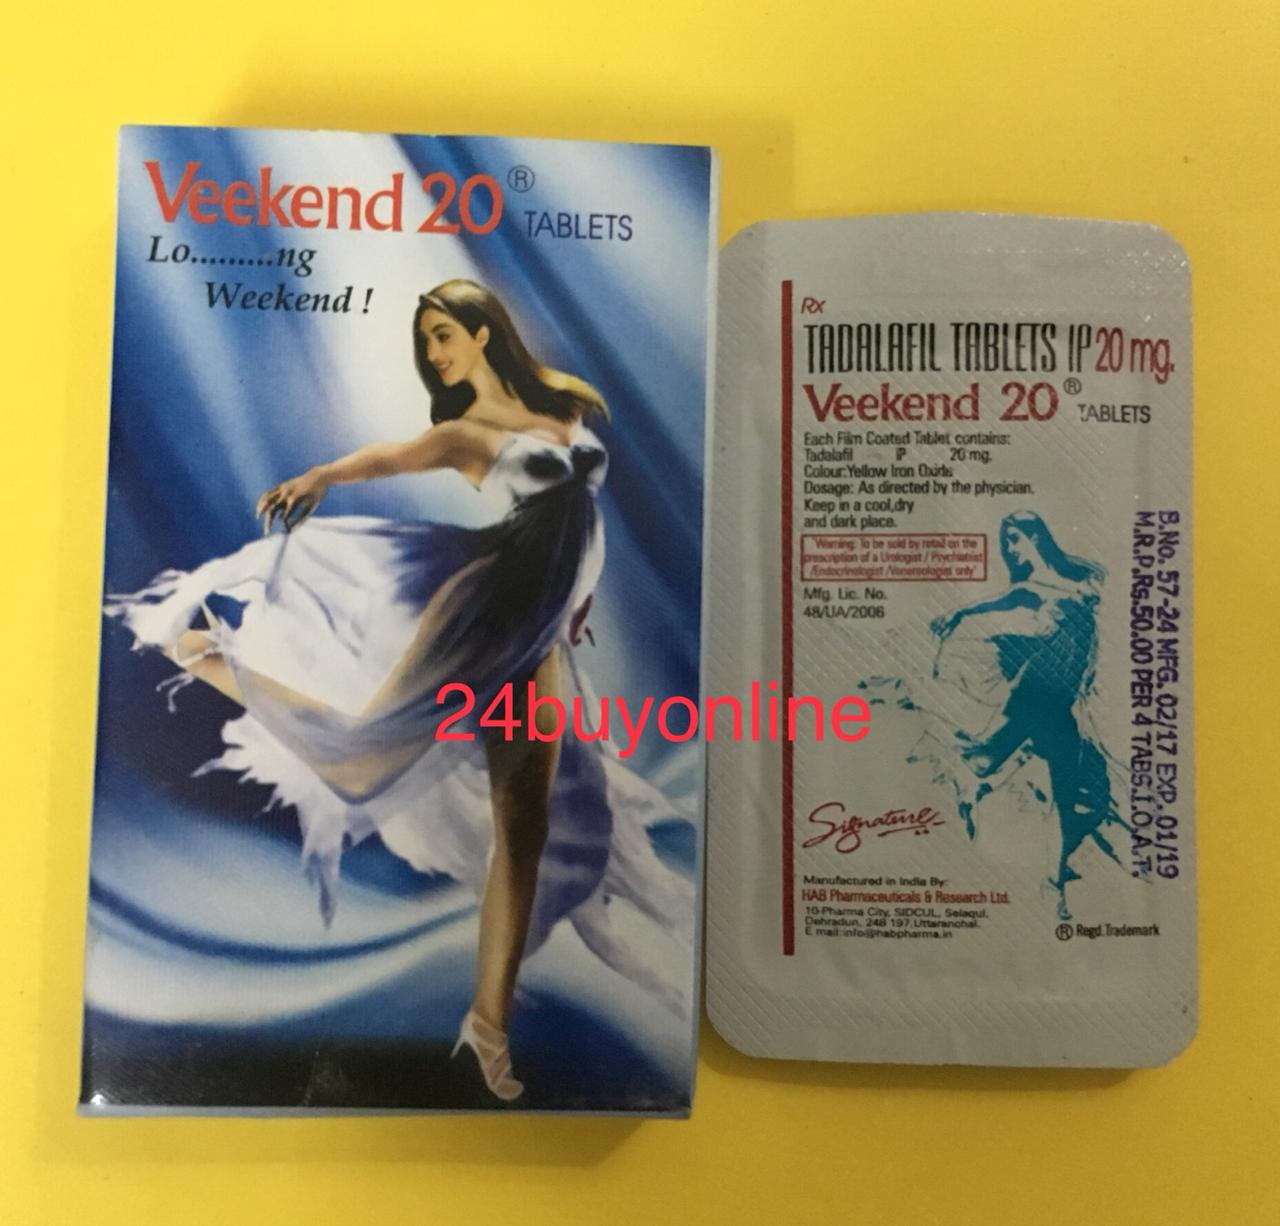 Veekend 20® TABLETS
Lo.........ng
Weekend !
Rx
TADALAFIL TABLETS IP 20 mg.
Veekend 20® TABLETS
Each Film Coated Tablet contains:
Tadalafil IP 20 mg.
Colour:Yellow Iron Oxide
Dosage: As directed by the physician.
Keep in a cool,dry
and dark place.
"Warning: To be sold by retail on the
prescription of a Urologist / Psychiatrist
/Endocrinologist /Venereologist only"
Mfg. Lic. No.
48/UA/2006
B.No. 57-24 MFG. 02/17 EXP. 01/19
M.R.P.Rs.50.00 PER 4 TABS.I.O.A.T.
24buyonline
Signature
Manufactured in India By:
HAB Pharmaceuticals & Research Ltd.
10-Pharma City, SIDCUL, Selaqui,
Dehradun, 248 197,Uttaranchal.
E mail:info@habpharma.in
® Regd.Trademark